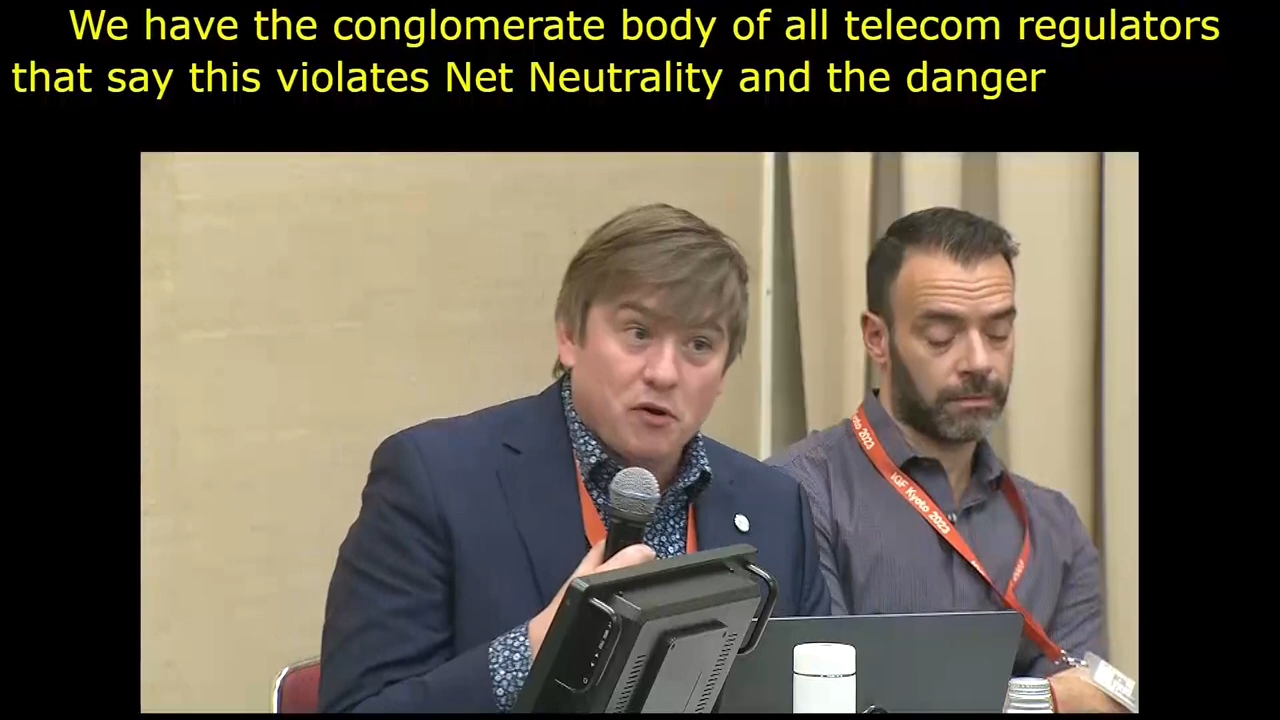 We have the conglomerate body of all telecom regulators
that say this violates Net Neutrality and the danger
2023
IGF Kyoto 2023